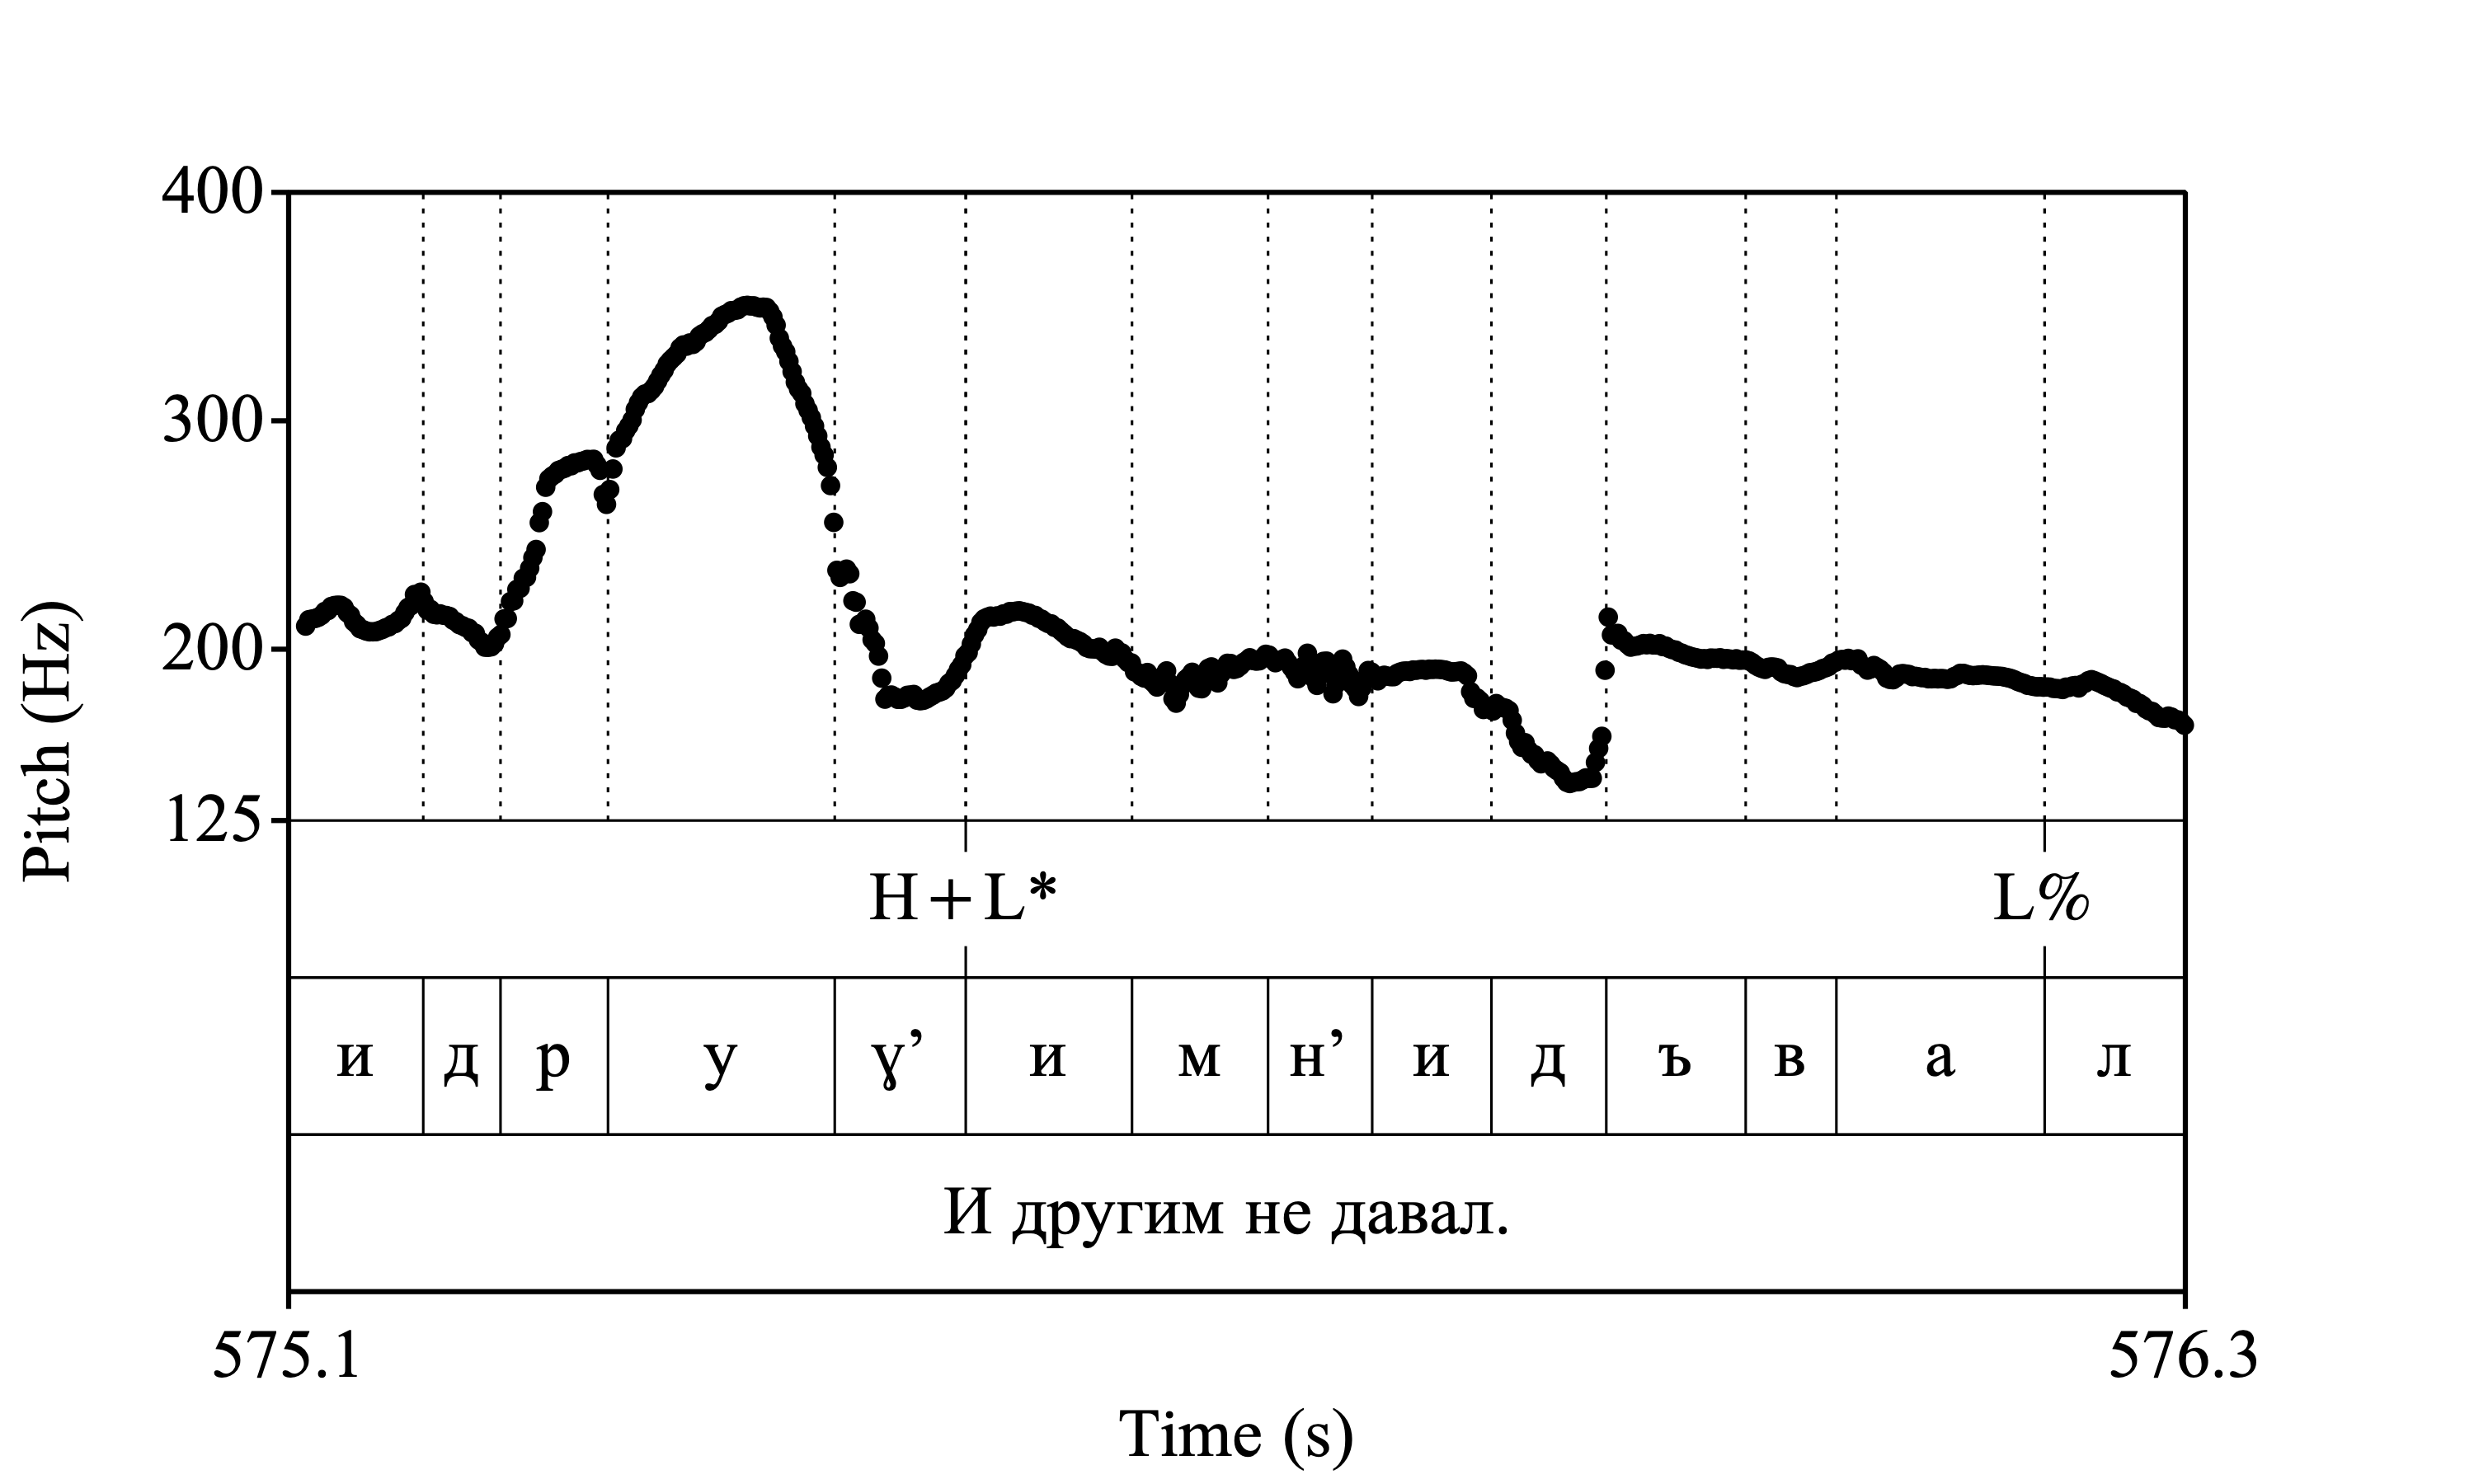 400
300
200
125
Pitch (Hz)
H+L* L%
и д р у ɣ’ и м н’ и д ъ в а л
И другим не давал.
575.1 576.3
Time (s)